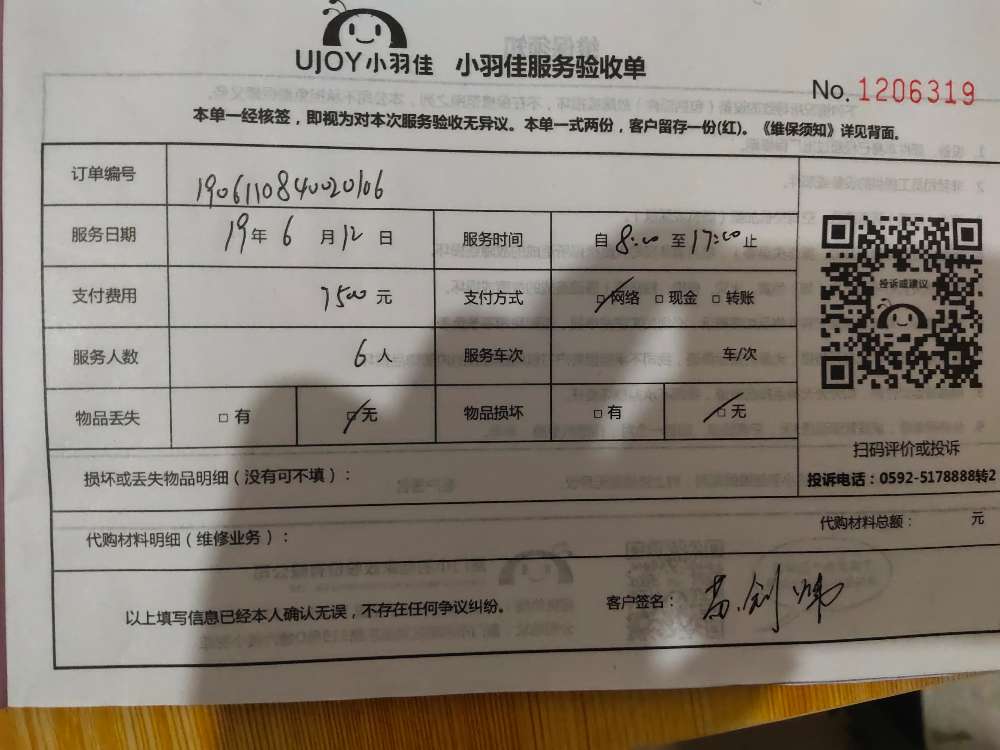 UJOY小羽佳 小羽佳服务验收单
No. 1206319
本单一经核签，即视为对本次服务验收无异议。本单一式两份，客户留存一份(红)。《维保须知》详见背面。
订单编号 1906110840020106
服务日期 19年 6 月 12 日 服务时间 自 8:00 至 17:00 止
支付费用 7500 元 支付方式 □网络 □现金 □转账
投诉或建议
服务人数 6 人 服务车次 车/次
物品丢失 □有 □无 物品损坏 □有 □无
扫码评价或投诉
投诉电话：0592-5178888转2
损坏或丢失物品明细（没有可不填）：
代购材料明细（维修业务）： 代购材料总额： 元
以上填写信息已经本人确认无误，不存在任何争议纠纷。 客户签名：